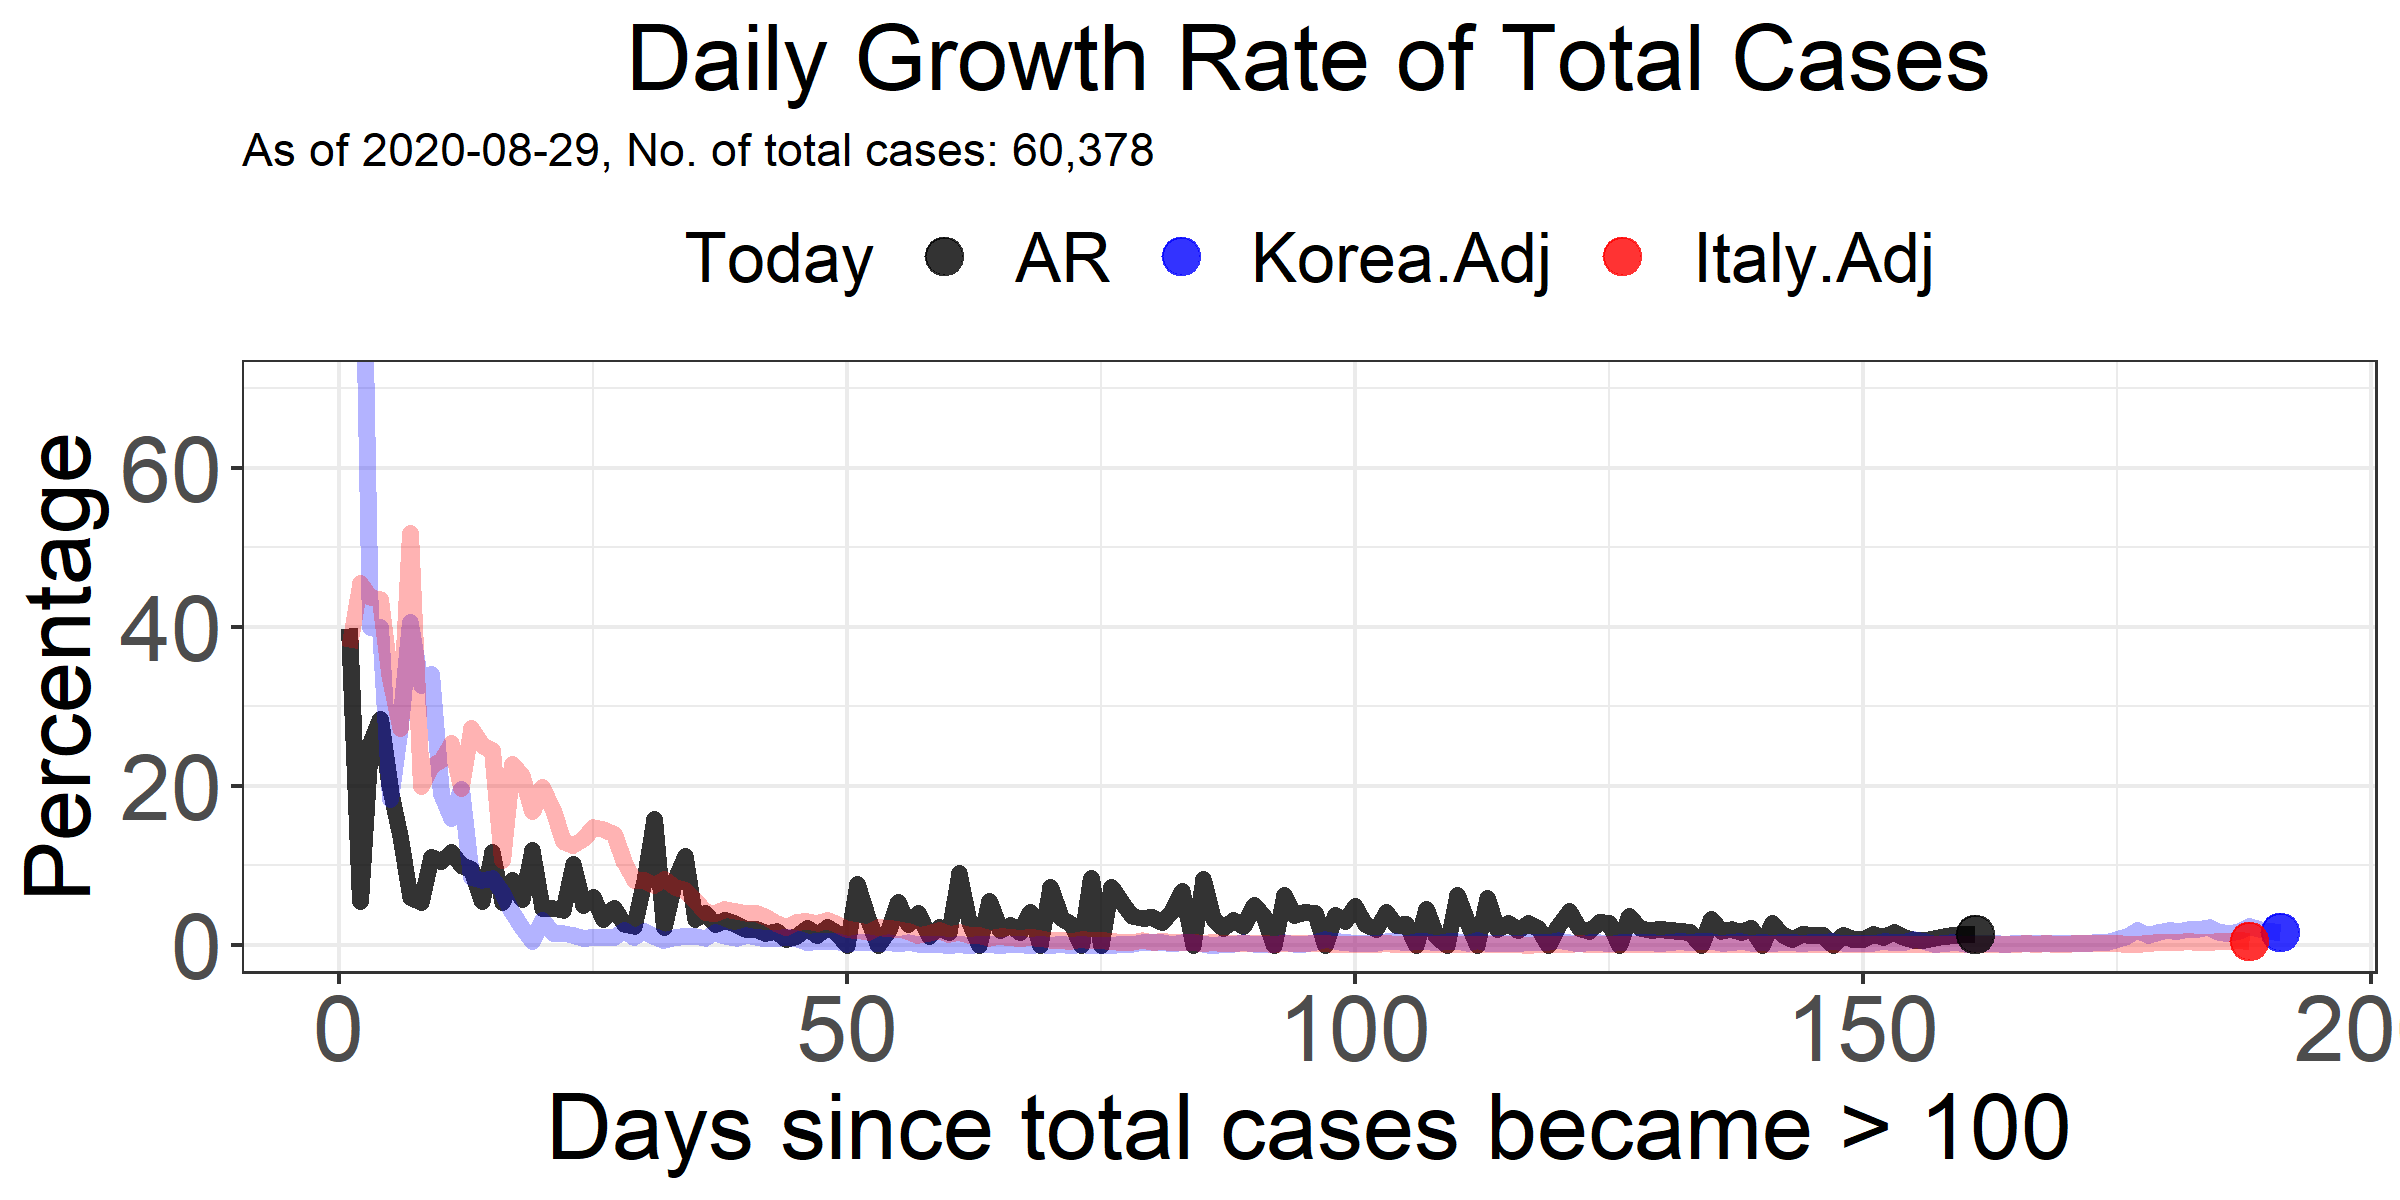 Daily Growth Rate of Total Cases
As of 2020-08-29, No. of total cases: 60,378
Today AR Korea.Adj Italy.Adj
Percentage
60
40
20
0
0 50 100 150 20
Days since total cases became > 100